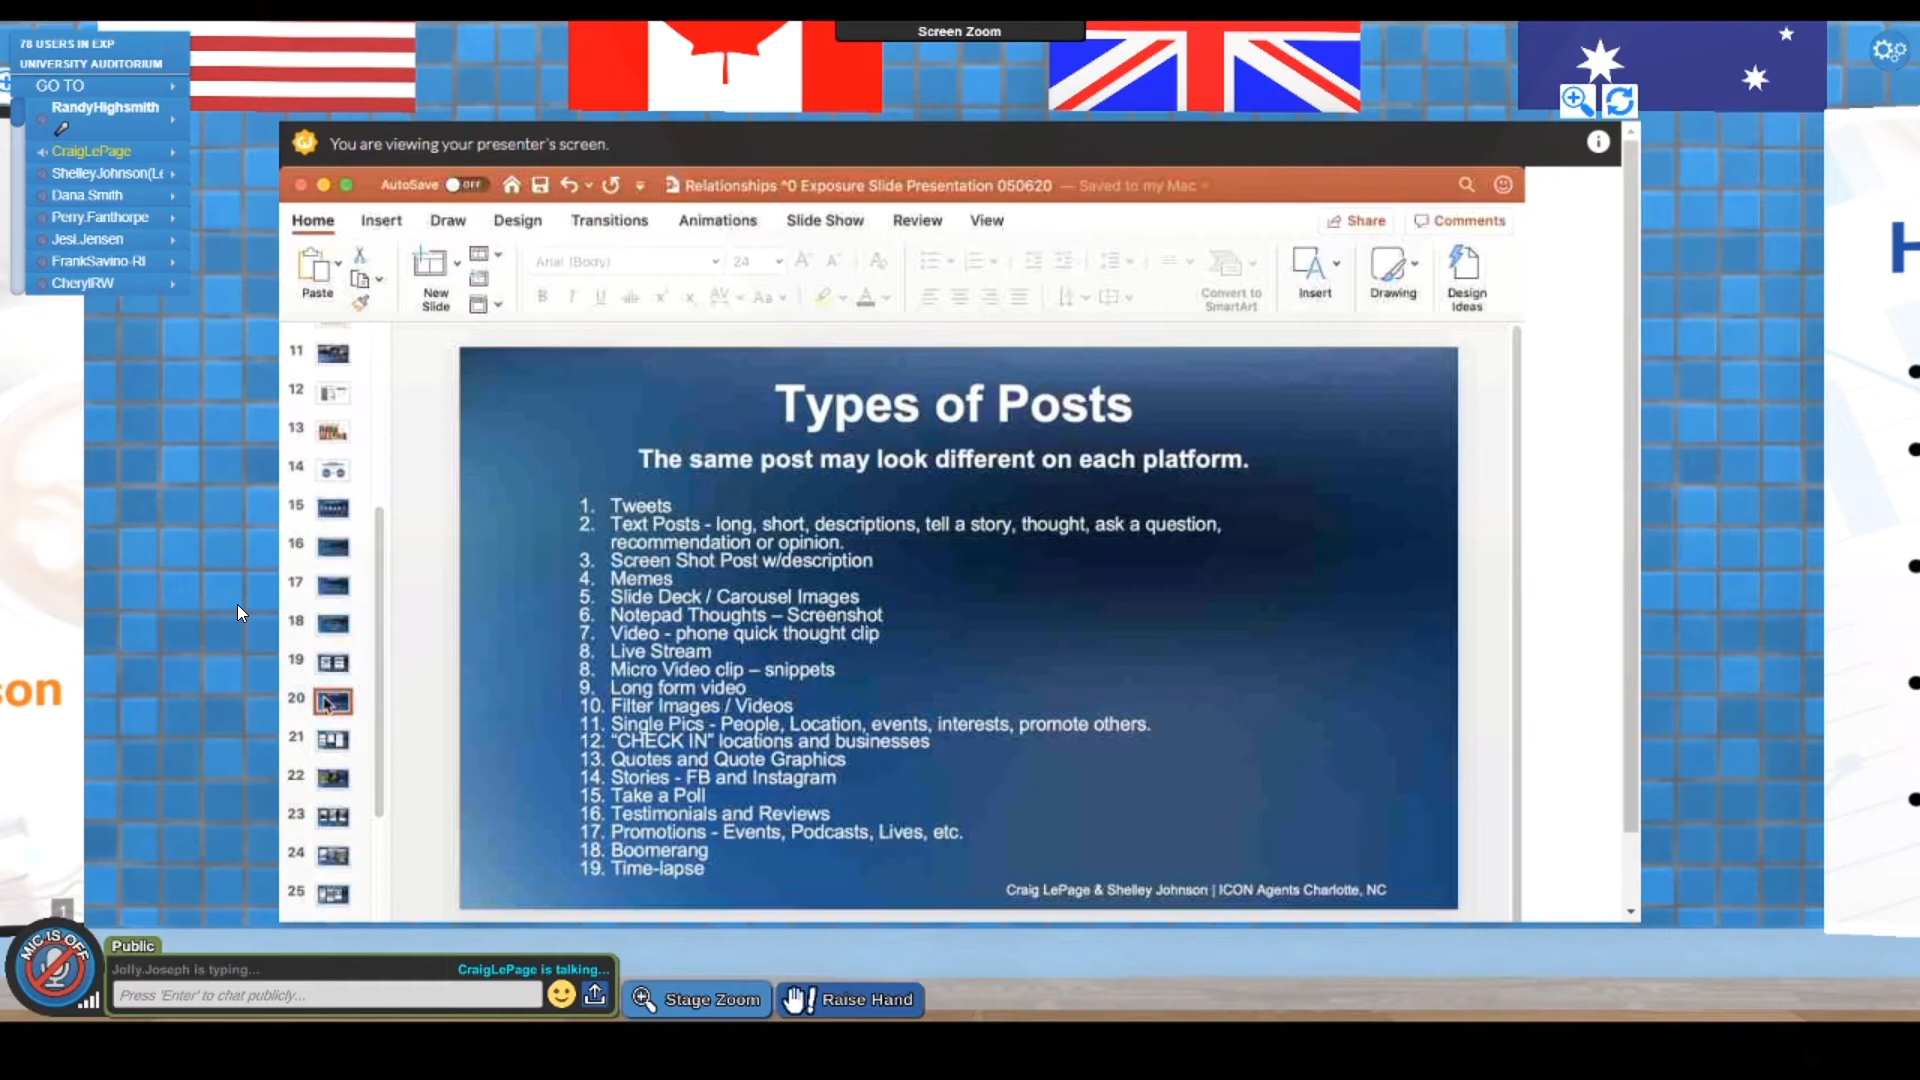 Screen Zoom
78 USERS IN EXP
UNIVERSITY AUDITORIUM
GO TO
RandyHighsmith
CraigLePage
ShelleyJohnson(Le
Dana.Smith
Perry.Fanthorpe
Jesi.Jensen
FrankSavino-RI
CherylRW
You are viewing your presenter's screen.
AutoSave OFF
Relationships ^0 Exposure Slide Presentation 050620 — Saved to my Mac
Home Insert Draw Design Transitions Animations Slide Show Review View Share Comments
Arial (Body) 24
Paste New Slide Convert to SmartArt Insert Drawing Design Ideas
11
12
13
14
15
16
17
18
19
20
21
22
23
24
25
Types of Posts
The same post may look different on each platform.
1. Tweets
2. Text Posts - long, short, descriptions, tell a story, thought, ask a question,
recommendation or opinion.
3. Screen Shot Post w/description
4. Memes
5. Slide Deck / Carousel Images
6. Notepad Thoughts – Screenshot
7. Video - phone quick thought clip
8. Live Stream
8. Micro Video clip – snippets
9. Long form video
10. Filter Images / Videos
11. Single Pics - People, Location, events, interests, promote others.
12. “CHECK IN” locations and businesses
13. Quotes and Quote Graphics
14. Stories - FB and Instagram
15. Take a Poll
16. Testimonials and Reviews
17. Promotions - Events, Podcasts, Lives, etc.
18. Boomerang
19. Time-lapse
Craig LePage & Shelley Johnson | ICON Agents Charlotte, NC
son
H
1
MIC IS OFF
Public
Jolly.Joseph is typing... CraigLePage is talking...
Press 'Enter' to chat publicly...
Stage Zoom
Raise Hand